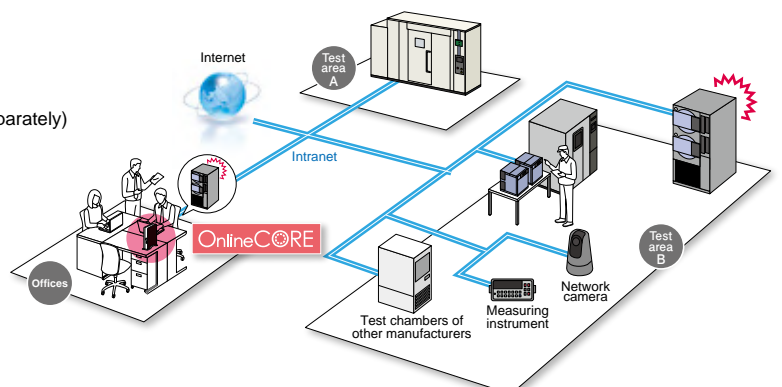 Internet
Test
area
A
parately)
Intranet
OnlineCORE
Offices
Test
area
B
Network
camera
Measuring
instrument
Test chambers of
other manufacturers